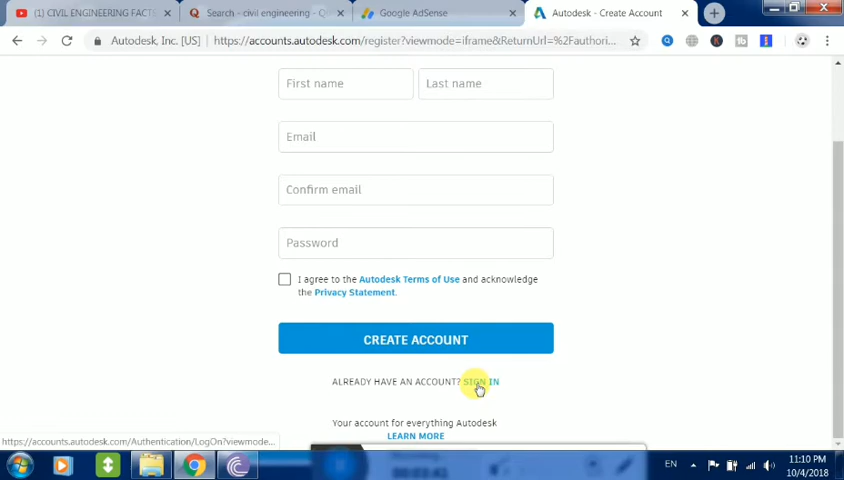 (1) CIVIL ENGINEERING FACTS
Search - civil engineering - Qu
Google AdSense
Autodesk - Create Account
Autodesk, Inc. [US] | https://accounts.autodesk.com/register?viewmode=iframe&ReturnUrl=%2Fauthori...
First name
Last name
Email
Confirm email
Password
I agree to the Autodesk Terms of Use and acknowledge
the Privacy Statement.
CREATE ACCOUNT
ALREADY HAVE AN ACCOUNT? SIGN IN
Your account for everything Autodesk
https://accounts.autodesk.com/Authentication/LogOn?viewmode...
LEARN MORE
EN
11:10 PM
10/4/2018